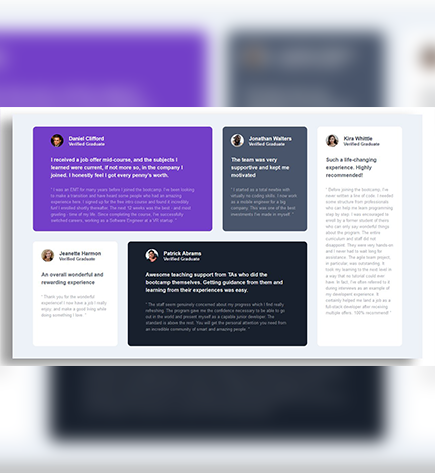 Daniel Clifford
Verified Graduate
I received a job offer mid-course, and the subjects I
learned were current, if not more so, in the company I
joined. I honestly feel I got every penny's worth.
" I was an EMT for many years before I joined the bootcamp. I've been looking
to make a transition and have heard some people who had an amazing
experience here. I signed up for the free intro course and found it incredibly
fun! I enrolled shortly thereafter. The next 12 weeks was the best - and most
grueling - time of my life. Since completing the course, I've successfully
switched careers, working as a Software Engineer at a VR startup. "
Jonathan Walters
Verified Graduate
The team was very
supportive and kept me
motivated
" I started as a total newbie with
virtually no coding skills. I now work
as a mobile engineer for a big
company. This was one of the best
investments I've made in myself. "
Kira Whittle
Verified Graduate
Such a life-changing
experience. Highly
recommended!
" Before joining the bootcamp, I've
never written a line of code. I needed
some structure from professionals
who can help me learn programming
step by step. I was encouraged to
enroll by a former student of theirs
who can only say wonderful things
about the program. The entire
curriculum and staff did not
disappoint. They were very hands-on
and I never had to wait long for
assistance. The agile team project,
in particular, was outstanding. It
took my learning to the next level in
a way that no tutorial could ever
have. In fact, I've often referred to it
during interviews as an example of
my developent experience. It
certainly helped me land a job as a
full-stack developer after receiving
multiple offers. 100% recommend! "
Jeanette Harmon
Verified Graduate
An overall wonderful and
rewarding experience
" Thank you for the wonderful
experience! I now have a job I really
enjoy, and make a good living while
doing something I love. "
Patrick Abrams
Verified Graduate
Awesome teaching support from TAs who did the
bootcamp themselves. Getting guidance from them and
learning from their experiences was easy.
" The staff seem genuinely concerned about my progress which I find really
refreshing. The program gave me the confidence necessary to be able to go
out in the world and present myself as a capable junior developer. The
standard is above the rest. You will get the personal attention you need from
an incredible community of smart and amazing people. "